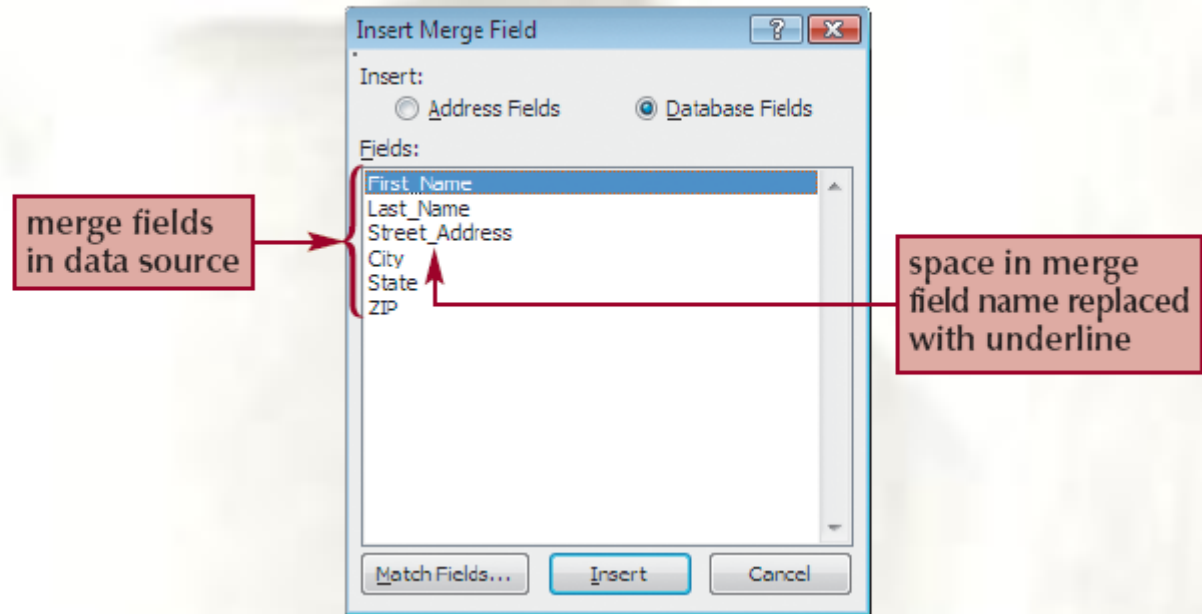 Insert Merge Field
Insert:
Address Fields Database Fields
Fields:
First_Name
Last_Name
Street_Address
City
State
ZIP
merge fields
in data source
space in merge
field name replaced
with underline
Match Fields... Insert Cancel